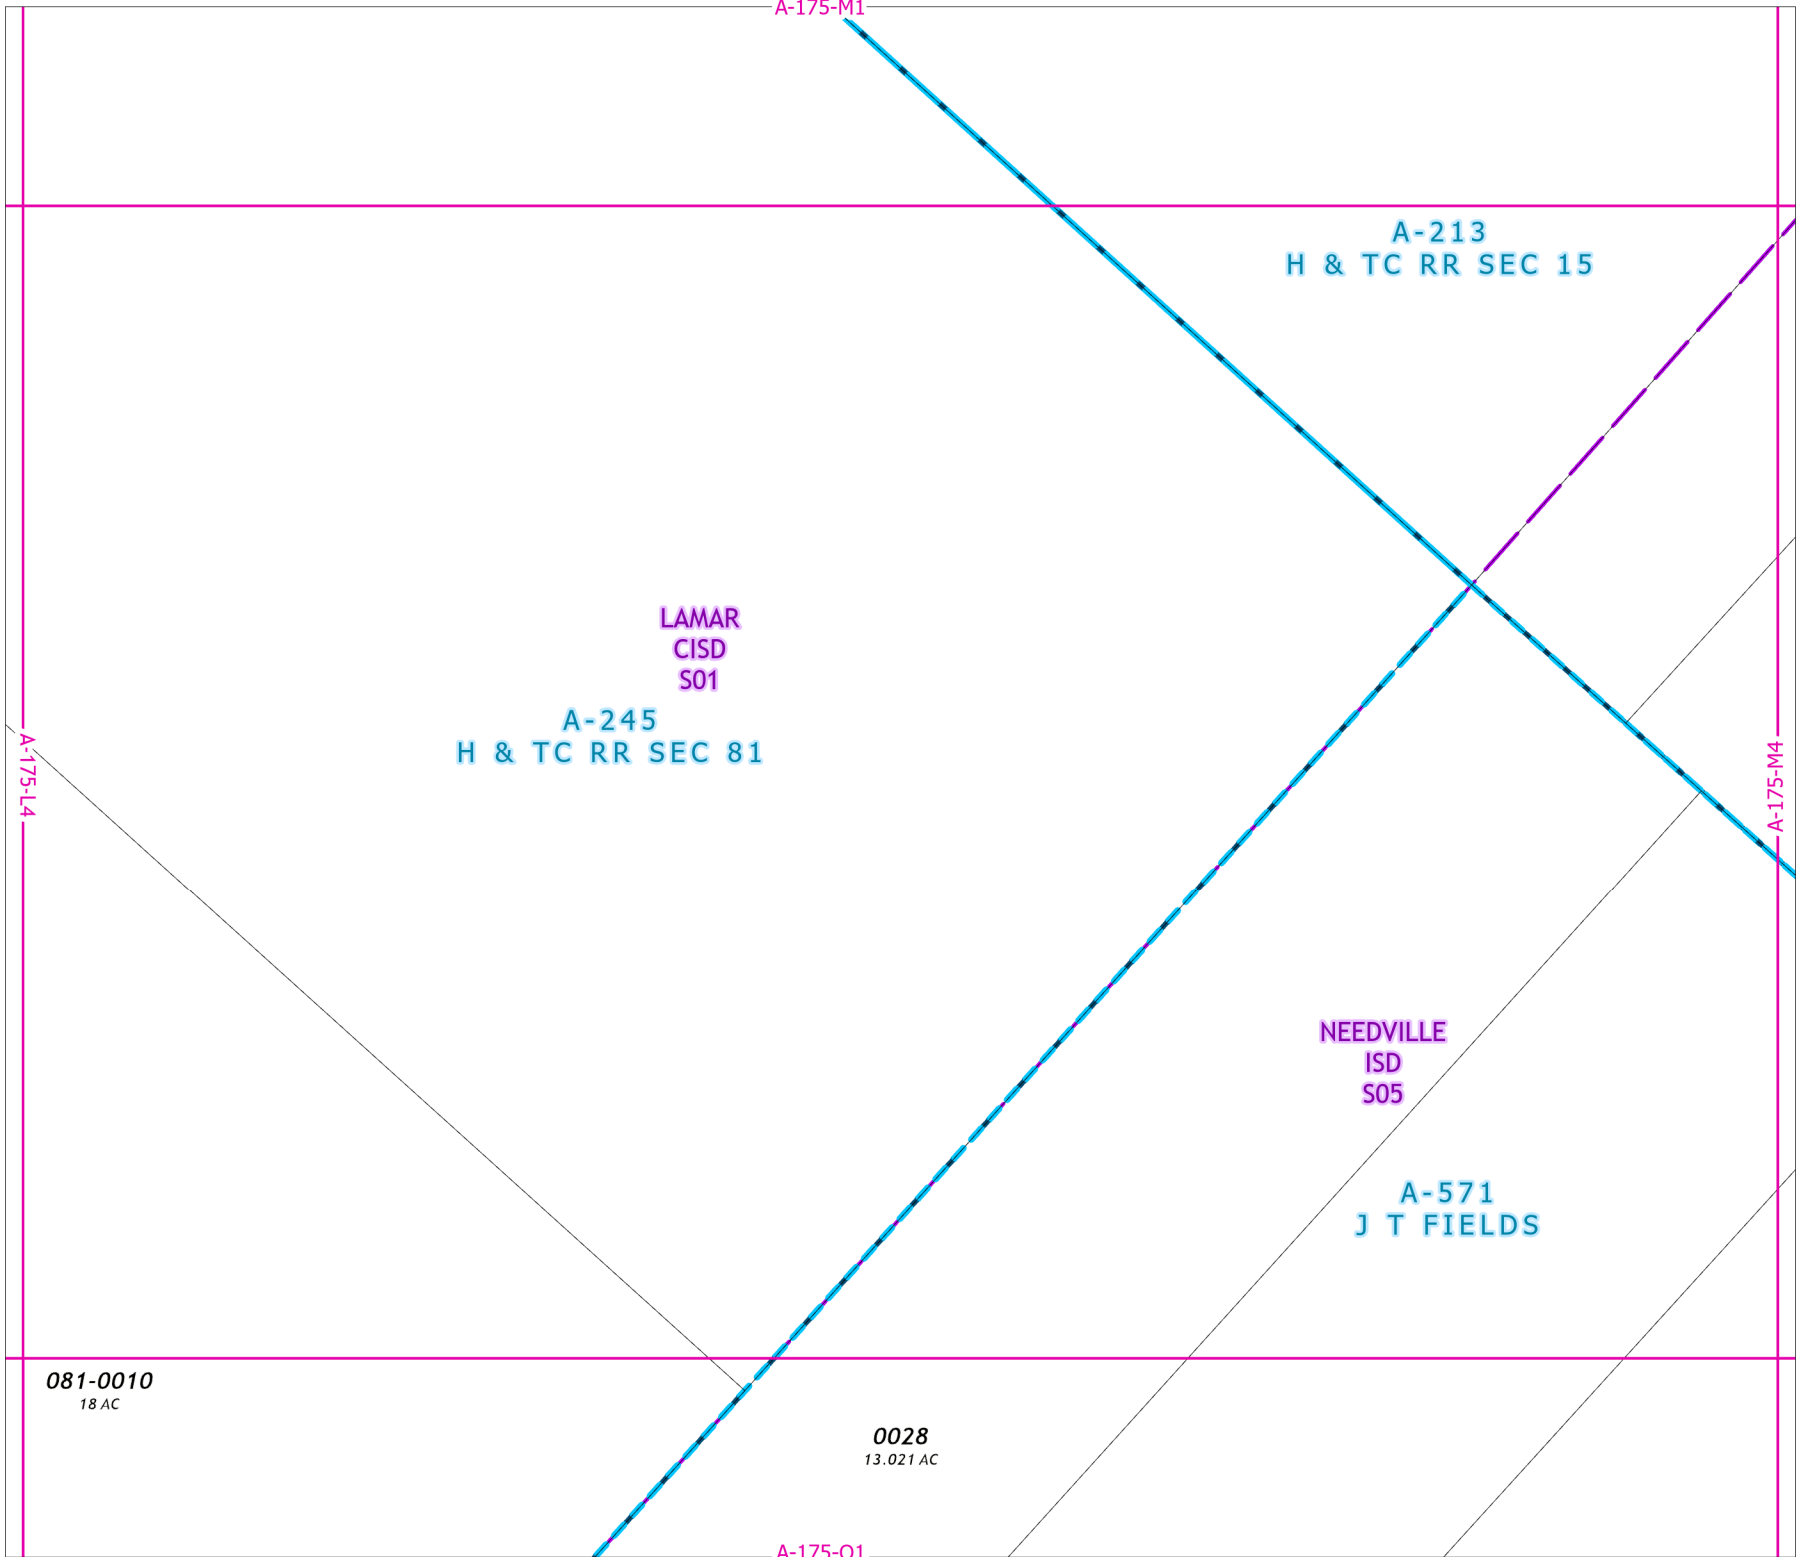 A-175-M1
A-213
H & TC RR SEC 15
LAMAR
CISD
S01
A-245
H & TC RR SEC 81
A-175-L4
A-175-M4
NEEDVILLE
ISD
S05
A-571
J T FIELDS
081-0010
18 AC
0028
13.021 AC
A-175-Q1